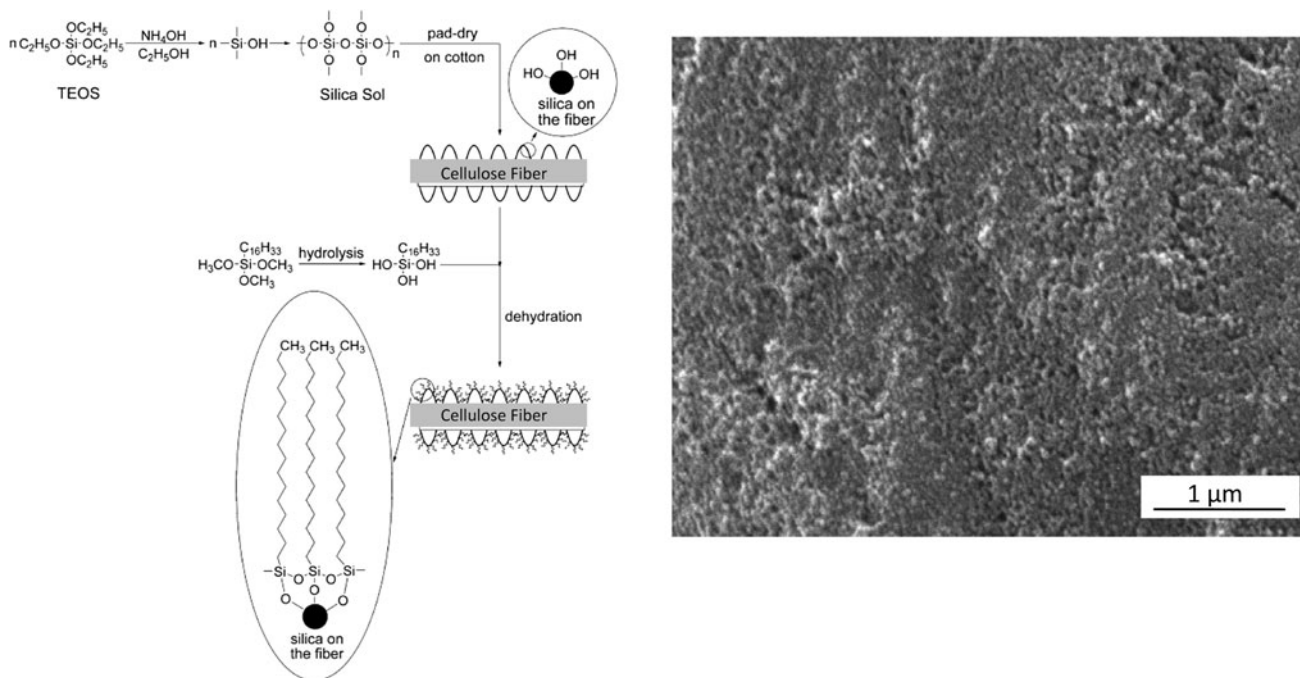 OC₂H₅
n C₂H₅O-Si-OC₂H₅
OC₂H₅
TEOS
NH₄OH
C₂H₅OH
n -Si-OH
(O-Si-O-Si-O)n
O O
O O
Silica Sol
pad-dry
on cotton
OH
HO OH
silica on
the fiber
Cellulose Fiber
C₁₆H₃₃
H₃CO-Si-OCH₃
OCH₃
hydrolysis
C₁₆H₃₃
HO-Si-OH
OH
dehydration
CH₃ CH₃ CH₃
Cellulose Fiber
Si O Si O Si
O O O
silica on
the fiber
1 µm